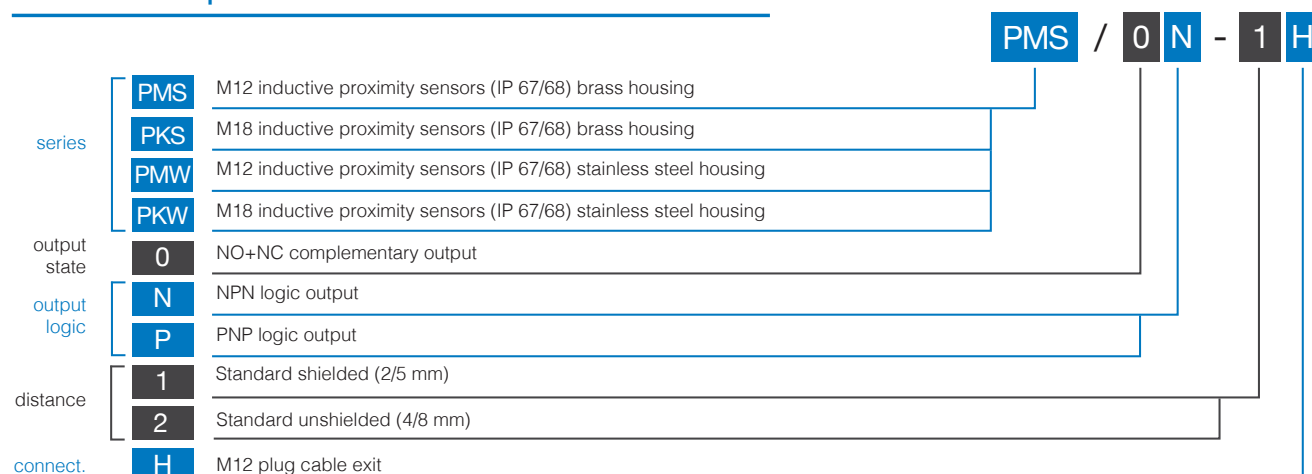 PMS / 0 N - 1 H
series
PMS M12 inductive proximity sensors (IP 67/68) brass housing
PKS M18 inductive proximity sensors (IP 67/68) brass housing
PMW M12 inductive proximity sensors (IP 67/68) stainless steel housing
PKW M18 inductive proximity sensors (IP 67/68) stainless steel housing
output
state
0 NO+NC complementary output
output
logic
N NPN logic output
P PNP logic output
distance
1 Standard shielded (2/5 mm)
2 Standard unshielded (4/8 mm)
connect.
H M12 plug cable exit